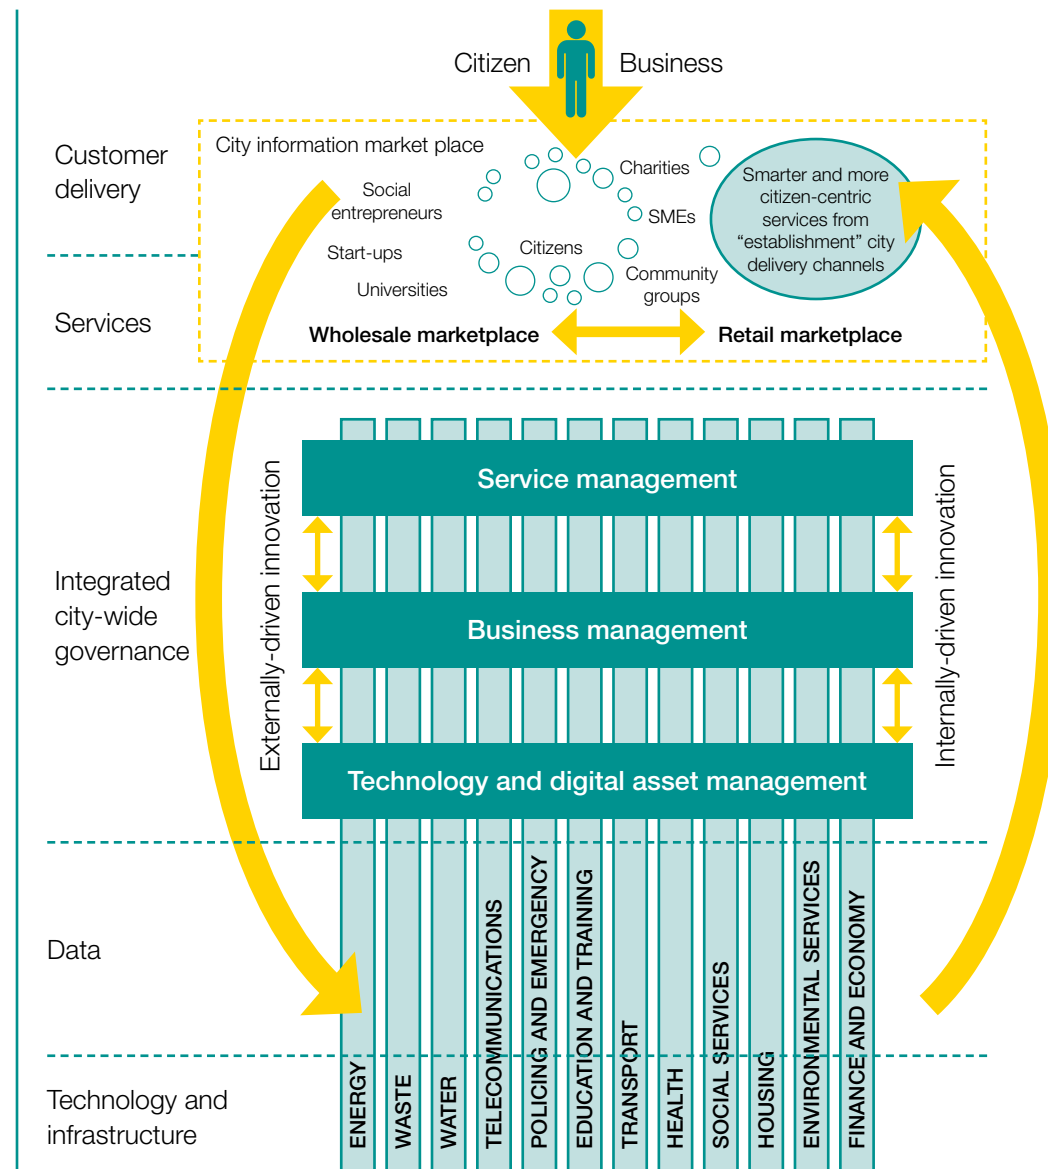 Citizen
Business
Customer
delivery
City information market place
Social
entrepreneurs
Start-ups
Universities
Citizens
Charities
SMEs
Community
groups
Smarter and more
citizen-centric
services from
“establishment” city
delivery channels
Services
Wholesale marketplace
Retail marketplace
Integrated
city-wide
governance
Externally-driven innovation
Service management
Business management
Technology and digital asset management
Internally-driven innovation
Data
Technology and
infrastructure
ENERGY
WASTE
WATER
TELECOMMUNICATIONS
POLICING AND EMERGENCY
EDUCATION AND TRAINING
TRANSPORT
HEALTH
SOCIAL SERVICES
HOUSING
ENVIRONMENTAL SERVICES
FINANCE AND ECONOMY